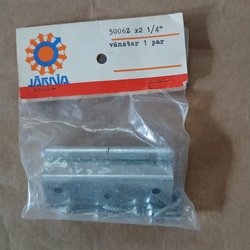 5006Z x2 1/4"
vänster 1 par
JÄRNIA